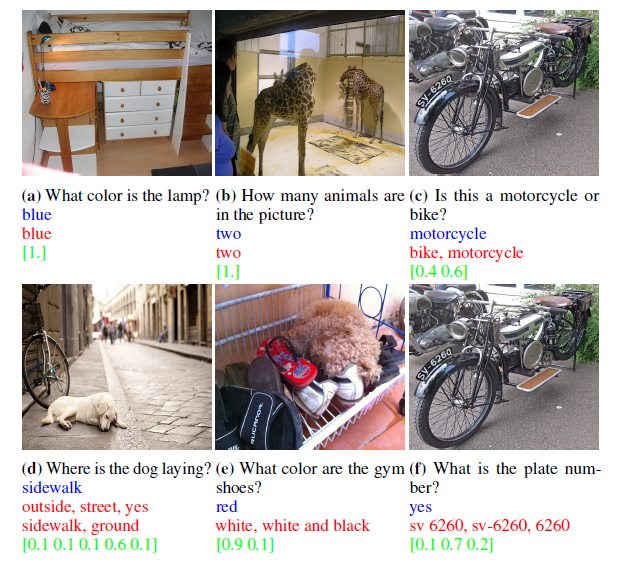 SV-6260
(a) What color is the lamp?
blue
blue
[1.]
(b) How many animals are
in the picture?
two
two
[1.]
(c) Is this a motorcycle or
bike?
motorcycle
bike, motorcycle
[0.4 0.6]
AUCANOR
SV-6260
(d) Where is the dog laying?
sidewalk
outside, street, yes
sidewalk, ground
[0.1 0.1 0.1 0.6 0.1]
(e) What color are the gym
shoes?
red
white, white and black
[0.9 0.1]
(f) What is the plate num-
ber?
yes
sv 6260, sv-6260, 6260
[0.1 0.7 0.2]